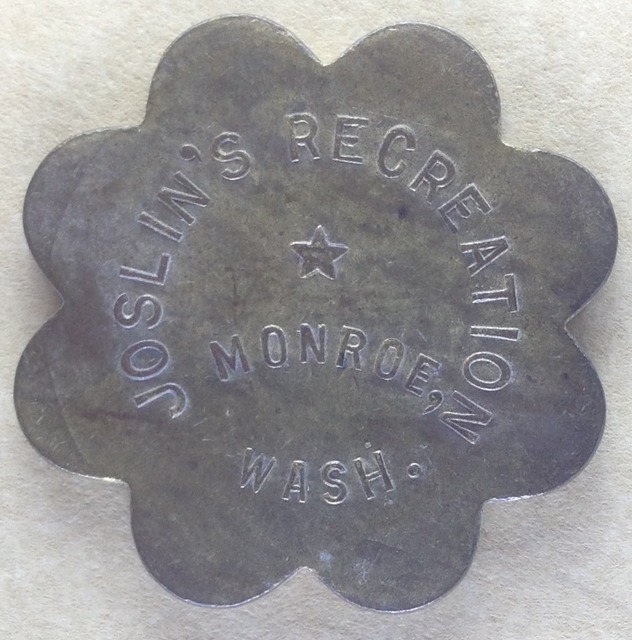 JOSLIN'S RECREATION
MONROE,
WASH.